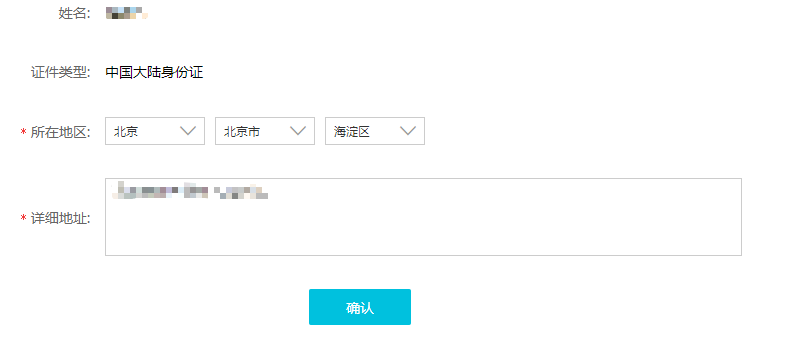 姓名:
证件类型: 中国大陆身份证
* 所在地区: 北京 北京市 海淀区
* 详细地址:
确认